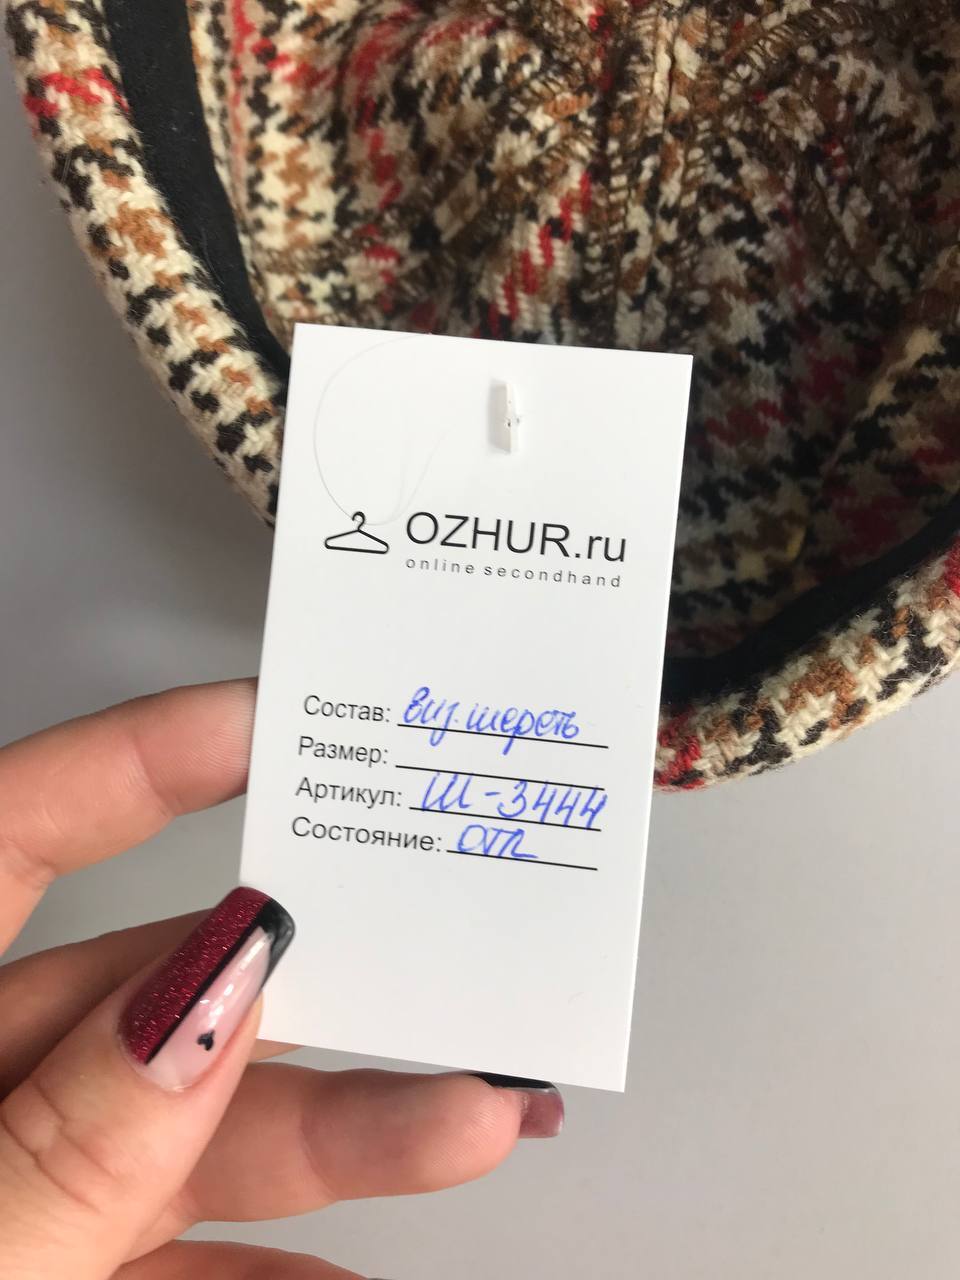 OZHUR.ru
online secondhand
Состав: виз. шерсть
Размер:
Артикул: Ш-3444
Состояние: отл